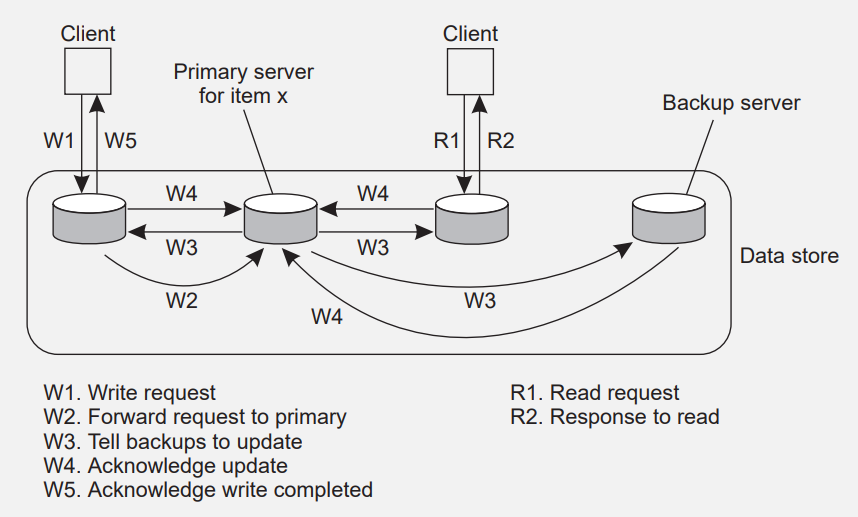 Client
Client
Primary server
for item x
Backup server
W1
W5
R1
R2
W4
W4
W3
W3
Data store
W2
W3
W4
W1. Write request
W2. Forward request to primary
W3. Tell backups to update
W4. Acknowledge update
W5. Acknowledge write completed
R1. Read request
R2. Response to read